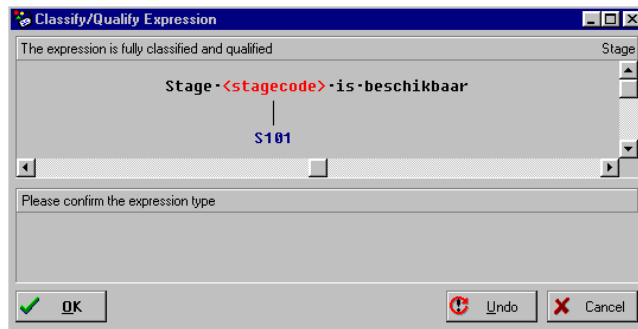 Classify/Qualify Expression
The expression is fully classified and qualified Stage
Stage·<stagecode>·is·beschikbaar
S101
Please confirm the expression type
OK Undo Cancel